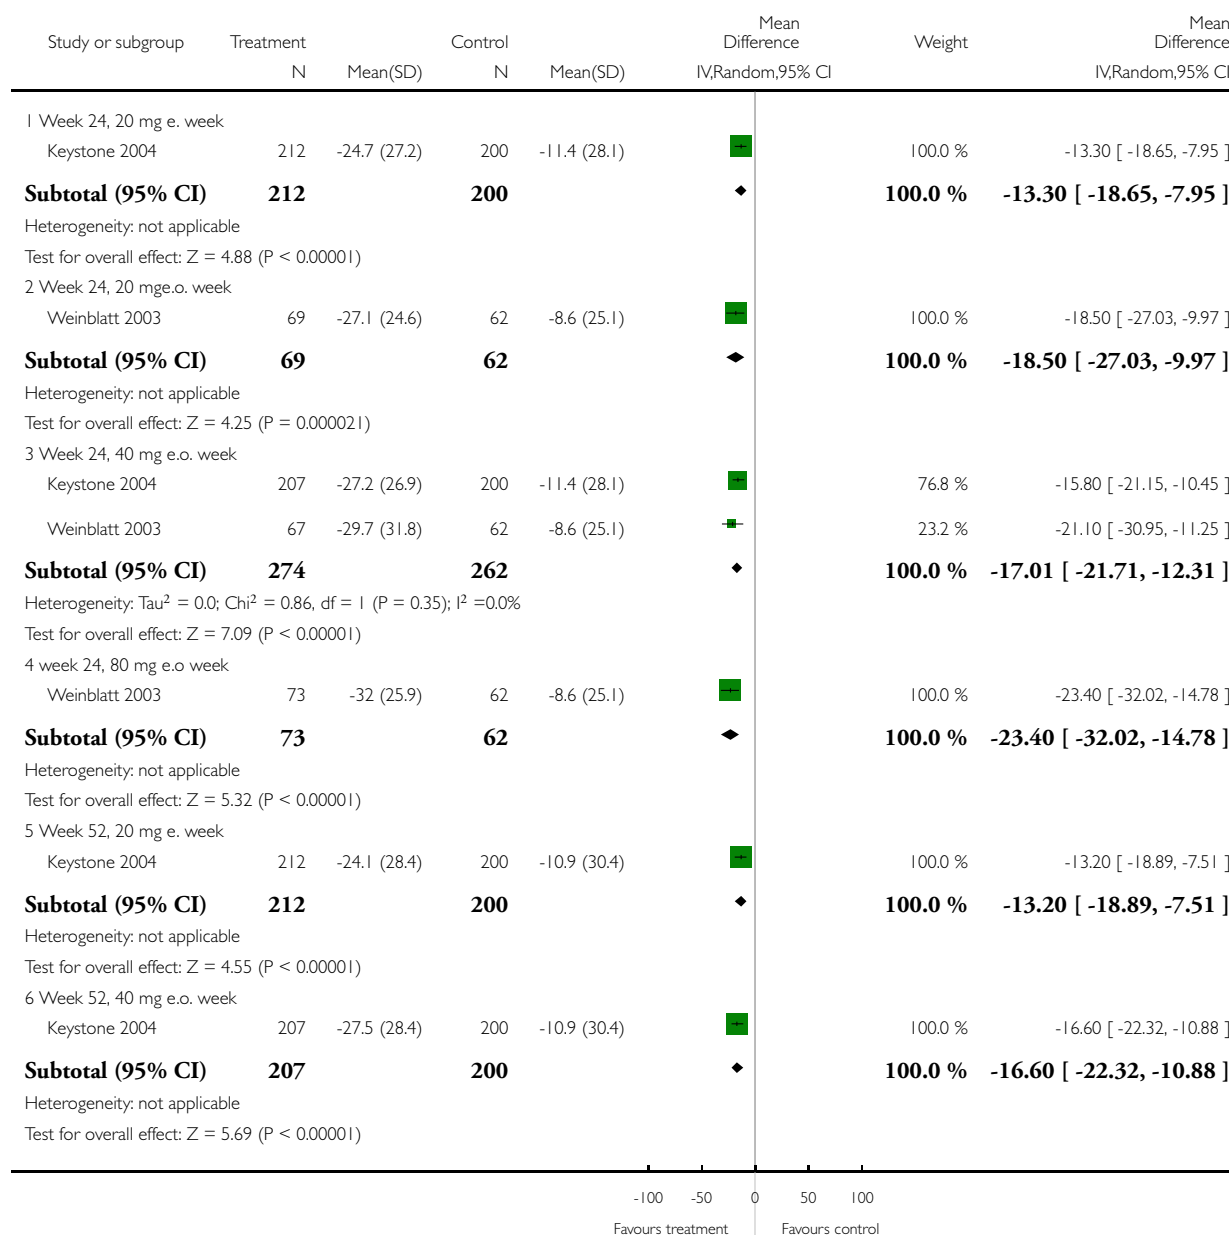 Mean Mean
Study or subgroup Treatment Control Difference Weight Difference
N Mean(SD) N Mean(SD) IV,Random,95% CI IV,Random,95% CI
1 Week 24, 20 mg e. week
Keystone 2004 212 -24.7 (27.2) 200 -11.4 (28.1) 100.0 % -13.30 [ -18.65, -7.95 ]
Subtotal (95% CI) 212 200 100.0 % -13.30 [ -18.65, -7.95 ]
Heterogeneity: not applicable
Test for overall effect: Z = 4.88 (P < 0.00001)
2 Week 24, 20 mge.o. week
Weinblatt 2003 69 -27.1 (24.6) 62 -8.6 (25.1) 100.0 % -18.50 [ -27.03, -9.97 ]
Subtotal (95% CI) 69 62 100.0 % -18.50 [ -27.03, -9.97 ]
Heterogeneity: not applicable
Test for overall effect: Z = 4.25 (P = 0.000021)
3 Week 24, 40 mg e.o. week
Keystone 2004 207 -27.2 (26.9) 200 -11.4 (28.1) 76.8 % -15.80 [ -21.15, -10.45 ]
Weinblatt 2003 67 -29.7 (31.8) 62 -8.6 (25.1) 23.2 % -21.10 [ -30.95, -11.25 ]
Subtotal (95% CI) 274 262 100.0 % -17.01 [ -21.71, -12.31 ]
Heterogeneity: Tau² = 0.0; Chi² = 0.86, df = 1 (P = 0.35); I² =0.0%
Test for overall effect: Z = 7.09 (P < 0.00001)
4 week 24, 80 mg e.o week
Weinblatt 2003 73 -32 (25.9) 62 -8.6 (25.1) 100.0 % -23.40 [ -32.02, -14.78 ]
Subtotal (95% CI) 73 62 100.0 % -23.40 [ -32.02, -14.78 ]
Heterogeneity: not applicable
Test for overall effect: Z = 5.32 (P < 0.00001)
5 Week 52, 20 mg e. week
Keystone 2004 212 -24.1 (28.4) 200 -10.9 (30.4) 100.0 % -13.20 [ -18.89, -7.51 ]
Subtotal (95% CI) 212 200 100.0 % -13.20 [ -18.89, -7.51 ]
Heterogeneity: not applicable
Test for overall effect: Z = 4.55 (P < 0.00001)
6 Week 52, 40 mg e.o. week
Keystone 2004 207 -27.5 (28.4) 200 -10.9 (30.4) 100.0 % -16.60 [ -22.32, -10.88 ]
Subtotal (95% CI) 207 200 100.0 % -16.60 [ -22.32, -10.88 ]
Heterogeneity: not applicable
Test for overall effect: Z = 5.69 (P < 0.00001)
-100 -50 0 50 100
Favours treatment Favours control